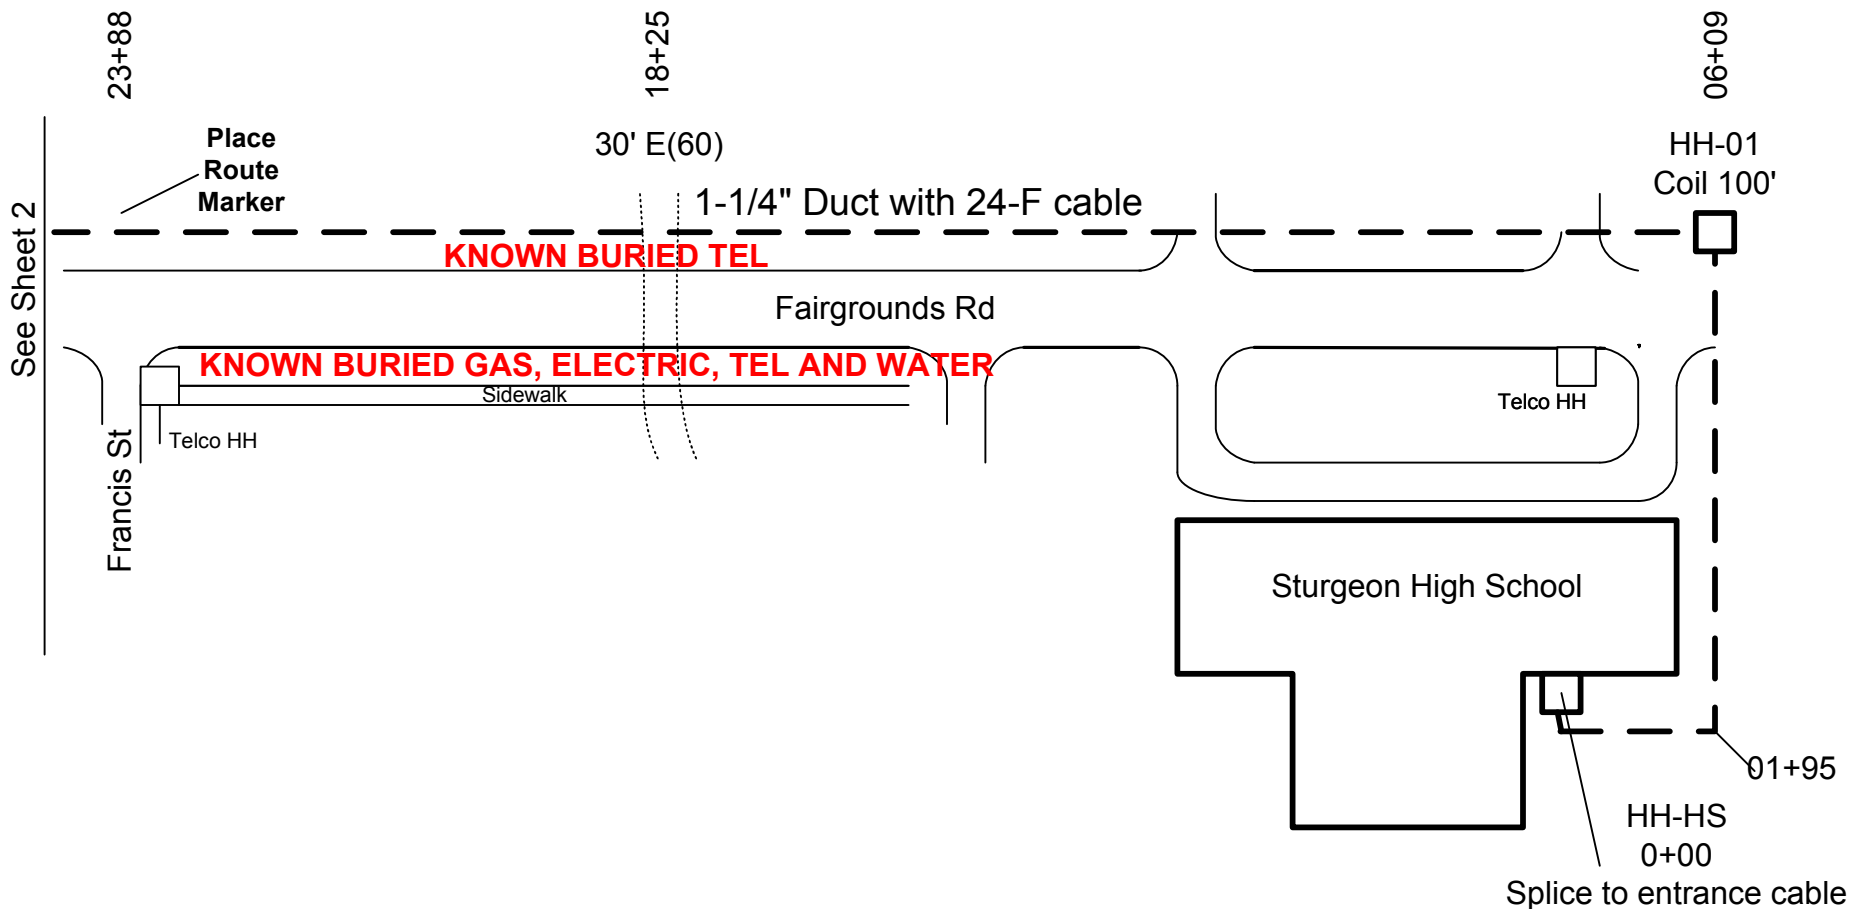 23+88
18+25
06+09
Place
Route
Marker
30' E(60)
HH-01
Coil 100'
1-1/4" Duct with 24-F cable
See Sheet 2
KNOWN BURIED TEL
Fairgrounds Rd
KNOWN BURIED GAS, ELECTRIC, TEL AND WATER
Sidewalk
Telco HH
Telco HH
Francis St
Sturgeon High School
01+95
HH-HS
0+00
Splice to entrance cable